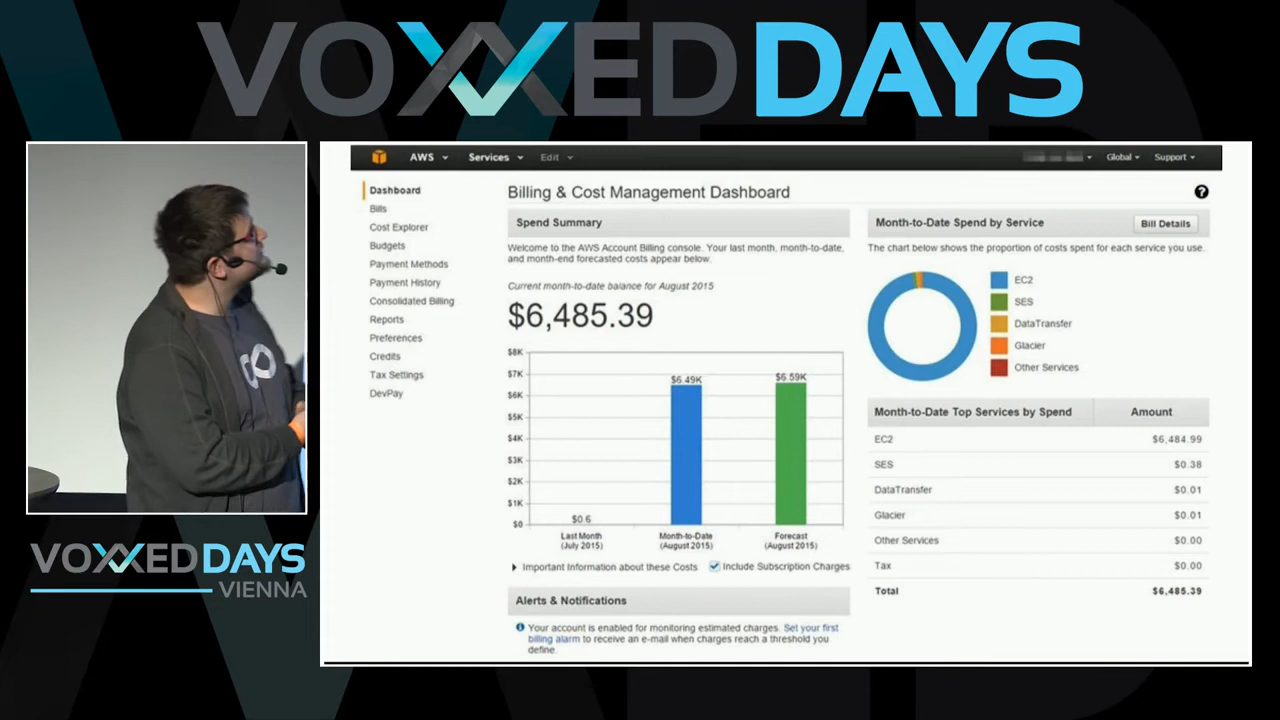 VOXXED DAYS
AWS Services Edit Global Support
Dashboard
Bills
Cost Explorer
Budgets
Payment Methods
Payment History
Consolidated Billing
Reports
Preferences
Credits
Tax Settings
DevPay
Billing & Cost Management Dashboard
?
Spend Summary
Welcome to the AWS Account Billing console. Your last month, month-to-date,
and month-end forecasted costs appear below.
Current month-to-date balance for August 2015
$6,485.39
$8K
$7K
$6K
$5K
$4K
$3K
$2K
$1K
$0
$0.6
$6.49K
$6.59K
Last Month
(July 2015)
Month-to-Date
(August 2015)
Forecast
(August 2015)
Important Information about these Costs
Include Subscription Charges
Alerts & Notifications
Your account is enabled for monitoring estimated charges. Set your first
billing alarm to receive an e-mail when charges reach a threshold you
define.
Month-to-Date Spend by Service
Bill Details
The chart below shows the proportion of costs spent for each service you use.
EC2
SES
DataTransfer
Glacier
Other Services
Month-to-Date Top Services by Spend Amount
EC2 $6,484.99
SES $0.38
DataTransfer $0.01
Glacier $0.01
Other Services $0.00
Tax $0.00
Total $6,485.39
VOXXED DAYS
VIENNA